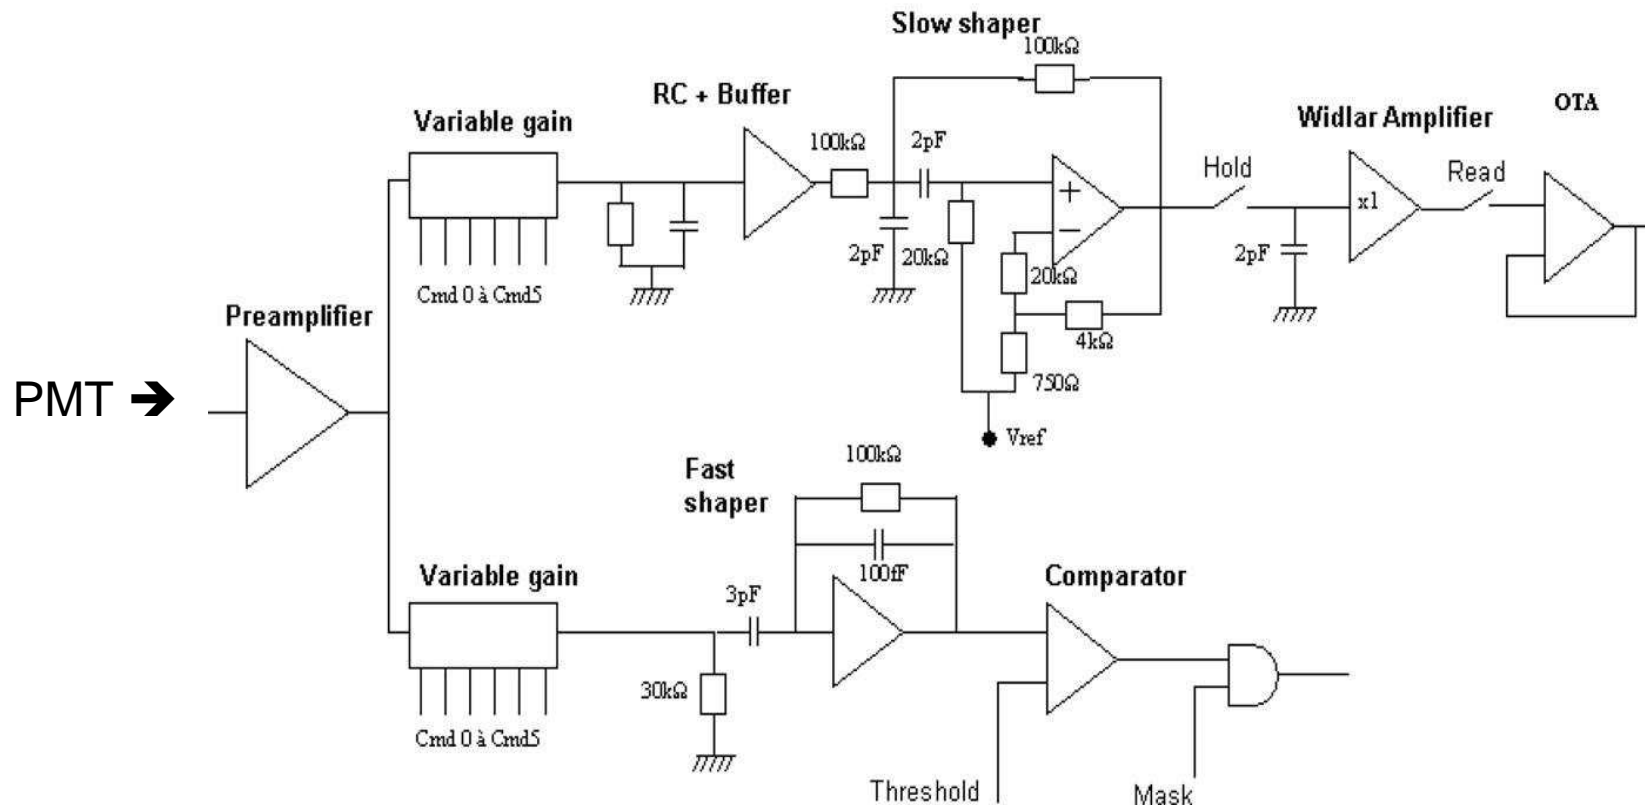 Slow shaper
100kΩ
RC + Buffer
OTA
Variable gain
Widlar Amplifier
100kΩ
2pF
Hold
Read
+
x1
−
2pF
20kΩ
20kΩ
2pF
Cmd 0 à Cmd5
Preamplifier
4kΩ
750Ω
PMT ➔
Vref
100kΩ
Fast
shaper
Variable gain
100fF
Comparator
3pF
30kΩ
Cmd 0 à Cmd5
Threshold
Mask